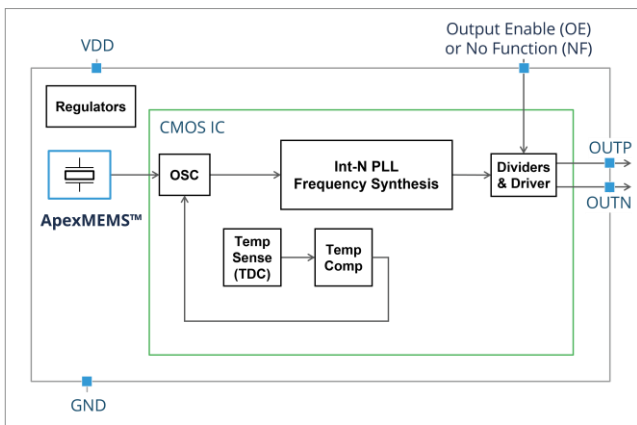 VDD
Output Enable (OE)
or No Function (NF)
Regulators
CMOS IC
OUTP
OSC
Int-N PLL
Frequency Synthesis
Dividers
& Driver
ApexMEMS™
OUTN
Temp
Sense
(TDC)
Temp
Comp
GND